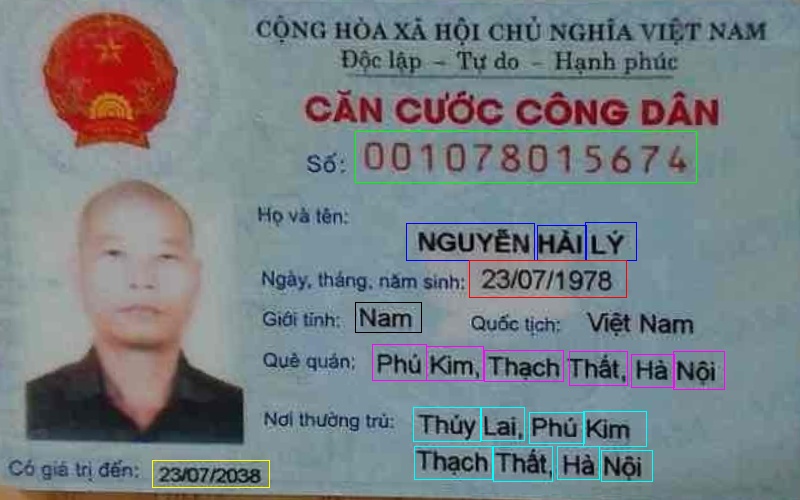 CỘNG HÒA XÃ HỘI CHỦ NGHĨA VIỆT NAM
Độc lập - Tự do - Hạnh phúc
CĂN CƯỚC CÔNG DÂN
Số: 001078015674
Họ và tên:
NGUYỄN HẢI LÝ
Ngày, tháng, năm sinh: 23/07/1978
Giới tính: Nam Quốc tịch: Việt Nam
Quê quán: Phú Kim, Thạch Thất, Hà Nội
Nơi thường trú: Thúy Lai, Phú Kim
Thạch Thất, Hà Nội
Có giá trị đến: 23/07/2038